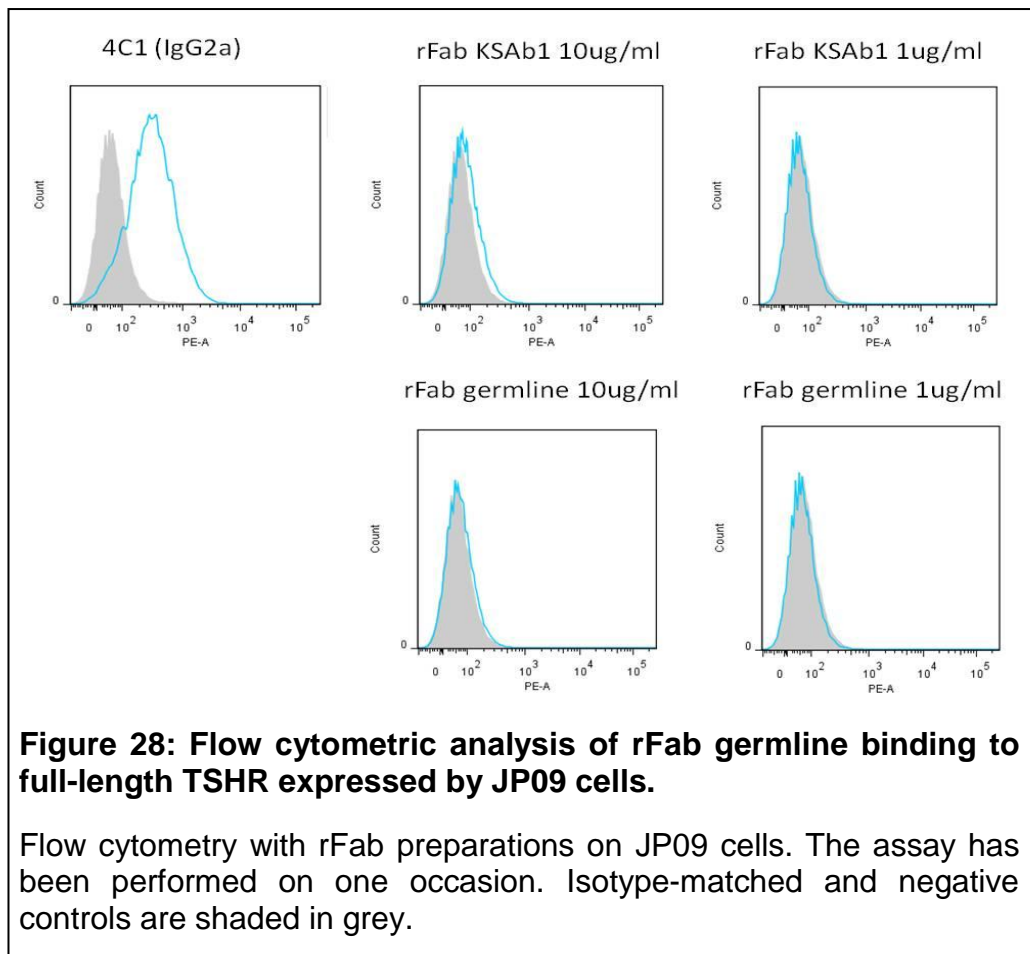 4C1 (IgG2a)
rFab KSAb1 10ug/ml
rFab KSAb1 1ug/ml
Count
0
0 10² 10³ 10⁴ 10⁵
PE-A
Count
0
0 10² 10³ 10⁴ 10⁵
PE-A
Count
0
0 10² 10³ 10⁴ 10⁵
PE-A
rFab germline 10ug/ml
rFab germline 1ug/ml
Count
0
0 10² 10³ 10⁴ 10⁵
PE-A
Count
0
0 10² 10³ 10⁴ 10⁵
PE-A
Figure 28: Flow cytometric analysis of rFab germline binding to
full-length TSHR expressed by JP09 cells.
Flow cytometry with rFab preparations on JP09 cells. The assay has
been performed on one occasion. Isotype-matched and negative
controls are shaded in grey.